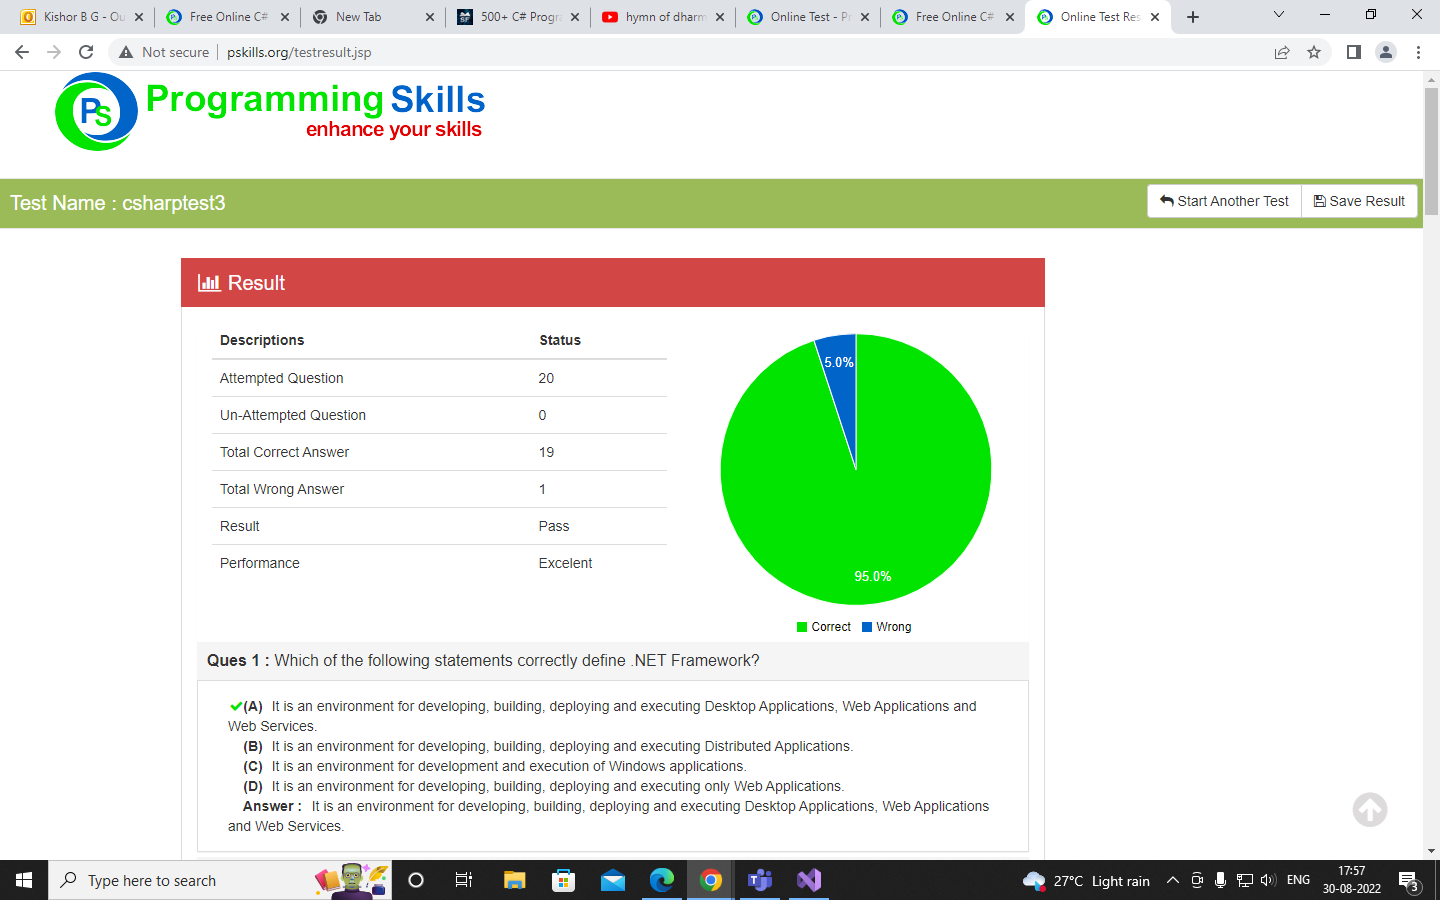 Kishor B G - Ou
Free Online C#
New Tab
500+ C# Progra
hymn of dharm
Online Test - Pr
Free Online C#
Online Test Res
Not secure
pskills.org/testresult.jsp
PS
Programming Skills
enhance your skills
Test Name : csharptest3
Start Another Test
Save Result
Result
Descriptions Status
Attempted Question 20
Un-Attempted Question 0
Total Correct Answer 19
Total Wrong Answer 1
Result Pass
Performance Excelent
5.0%
95.0%
Correct Wrong
Ques 1 : Which of the following statements correctly define .NET Framework?
(A) It is an environment for developing, building, deploying and executing Desktop Applications, Web Applications and
Web Services.
(B) It is an environment for developing, building, deploying and executing Distributed Applications.
(C) It is an environment for development and execution of Windows applications.
(D) It is an environment for developing, building, deploying and executing only Web Applications.
Answer : It is an environment for developing, building, deploying and executing Desktop Applications, Web Applications
and Web Services.
Type here to search
27°C Light rain
ENG
17:57
30-08-2022
3